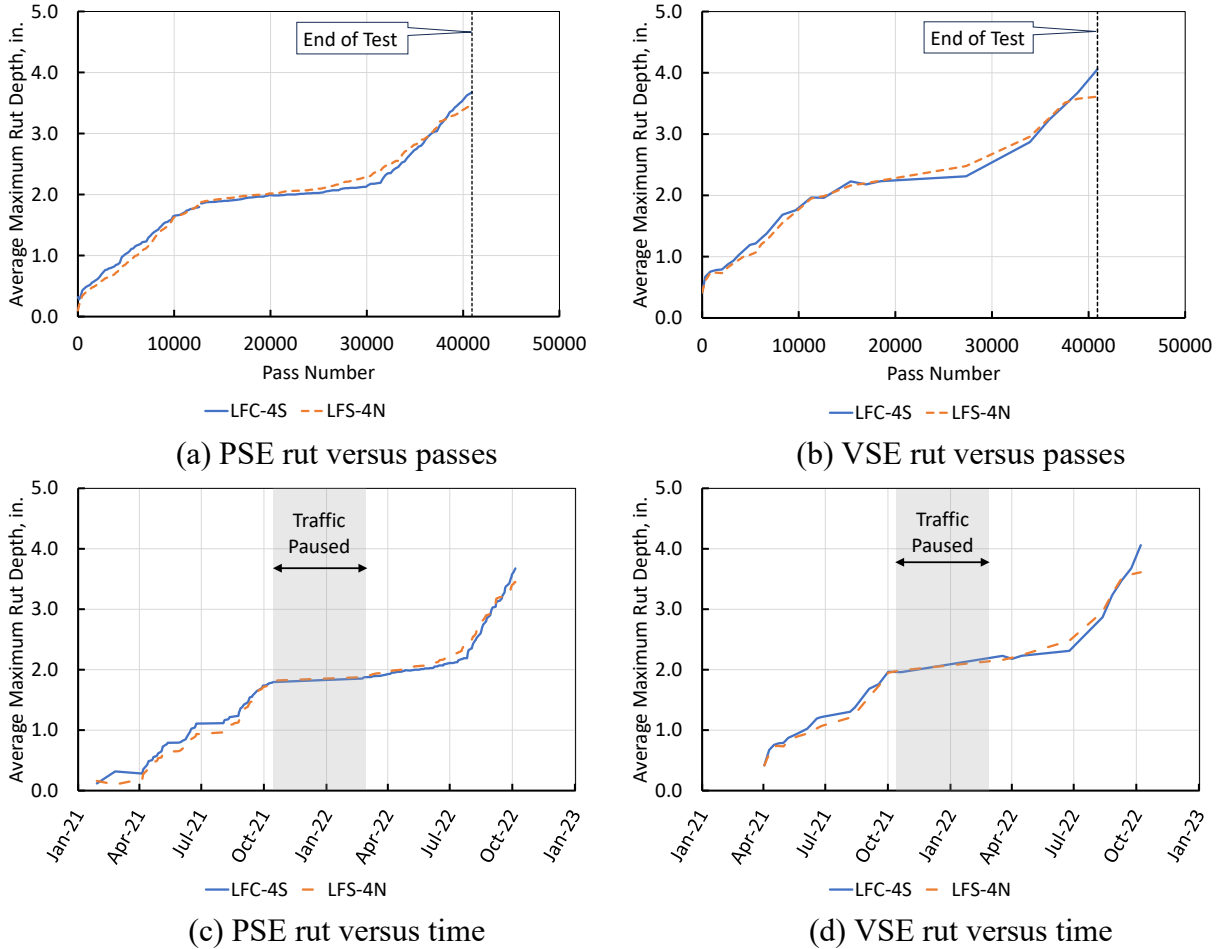 Average Maximum Rut Depth, in.
5.0
4.0
3.0
2.0
1.0
0.0
End of Test
0 10000 20000 30000 40000 50000
Pass Number
LFC-4S LFS-4N
(a) PSE rut versus passes
Average Maximum Rut Depth, in.
5.0
4.0
3.0
2.0
1.0
0.0
End of Test
0 10000 20000 30000 40000 50000
Pass Number
LFC-4S LFS-4N
(b) VSE rut versus passes
Average Maximum Rut Depth, in.
5.0
4.0
3.0
2.0
1.0
0.0
Traffic
Paused
Jan-21 Apr-21 Jul-21 Oct-21 Jan-22 Apr-22 Jul-22 Oct-22 Jan-23
LFC-4S LFS-4N
(c) PSE rut versus time
Average Maximum Rut Depth, in.
5.0
4.0
3.0
2.0
1.0
0.0
Traffic
Paused
Jan-21 Apr-21 Jul-21 Oct-21 Jan-22 Apr-22 Jul-22 Oct-22 Jan-23
LFC-4S LFS-4N
(d) VSE rut versus time